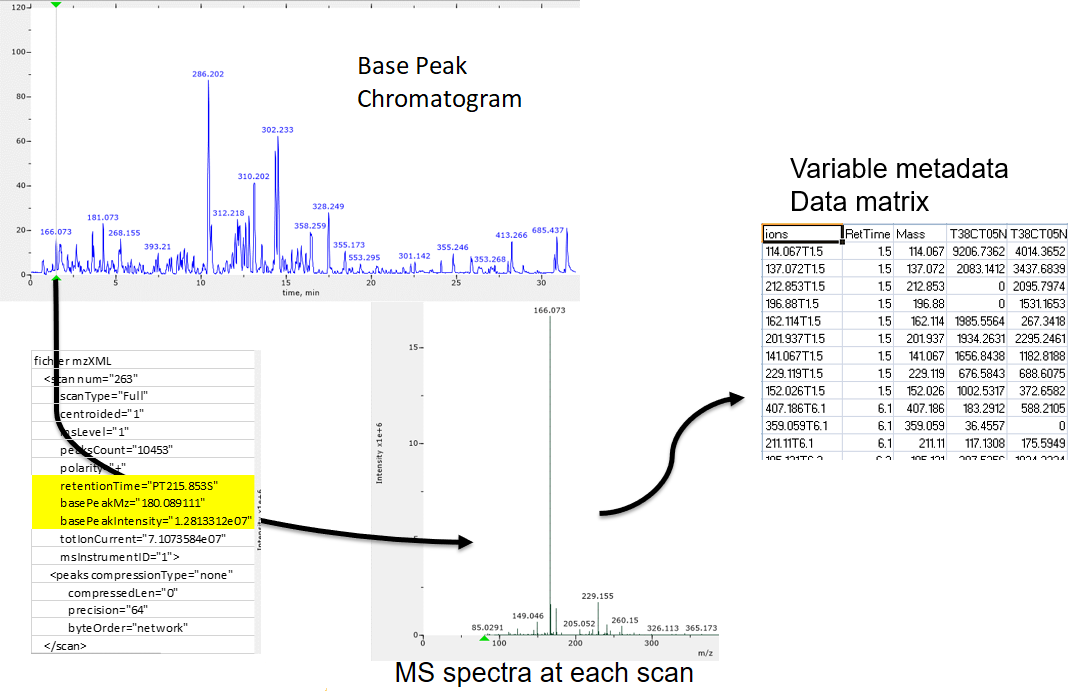 120
100
80
60
40
20
0
286.202
302.233
310.202
312.218
328.249
358.259
181.073
166.073
268.155
393.21
355.173
553.295
301.142
355.246
353.268
413.266
685.437
0 5 10 15 20 25 30
time, min
Base Peak
Chromatogram
fichier mzXML
<scan num="263"
scanType="Full"
centroided="1"
msLevel="1"
peaksCount="10453"
polarity="+"
retentionTime="PT215.853S"
basePeakMz="180.089111"
basePeakIntensity="1.2813312e07"
totIonCurrent="7.1073584e07"
msInstrumentID="1">
<peaks compressionType="none"
compressedLen="0"
precision="64"
byteOrder="network"
</scan>
Intensity x1e+6
15
10
0
166.073
229.155
149.046
85.0291
205.052
260.15
326.113
365.173
0 100 200 300
m/z
MS spectra at each scan
Variable metadata
Data matrix
ions RetTime Mass T38CT05N T38CT05N
114.067T1.5 1.5 114.067 9206.7362 4014.3652
137.072T1.5 1.5 137.072 2083.1412 3437.6839
212.853T1.5 1.5 212.853 0 2095.7974
196.88T1.5 1.5 196.88 0 1531.1653
162.114T1.5 1.5 162.114 1985.5564 267.3418
201.937T1.5 1.5 201.937 1934.2631 2295.2461
141.067T1.5 1.5 141.067 1656.8438 1182.8188
229.119T1.5 1.5 229.119 676.5843 688.6075
152.026T1.5 1.5 152.026 1002.5317 372.6582
407.186T6.1 6.1 407.186 183.2912 588.2105
359.059T6.1 6.1 359.059 36.4557 0
211.11T6.1 6.1 211.11 117.1308 175.5949